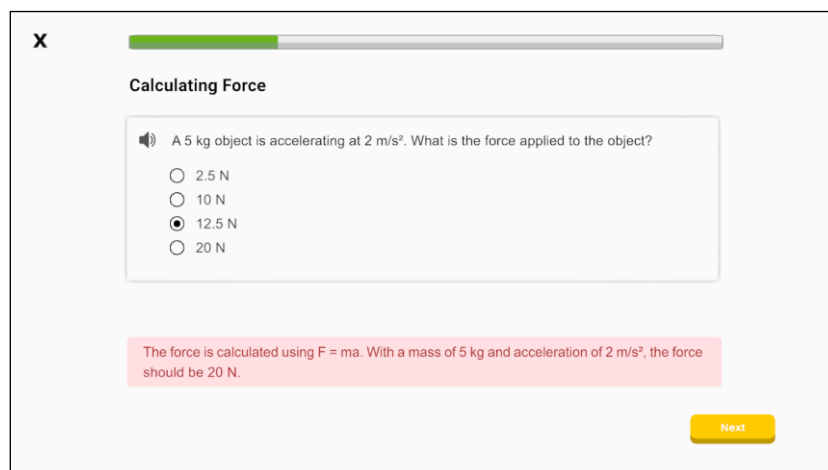 X
Calculating Force
A 5 kg object is accelerating at 2 m/s². What is the force applied to the object?
2.5 N
10 N
12.5 N
20 N
The force is calculated using F = ma. With a mass of 5 kg and acceleration of 2 m/s², the force
should be 20 N.
Next